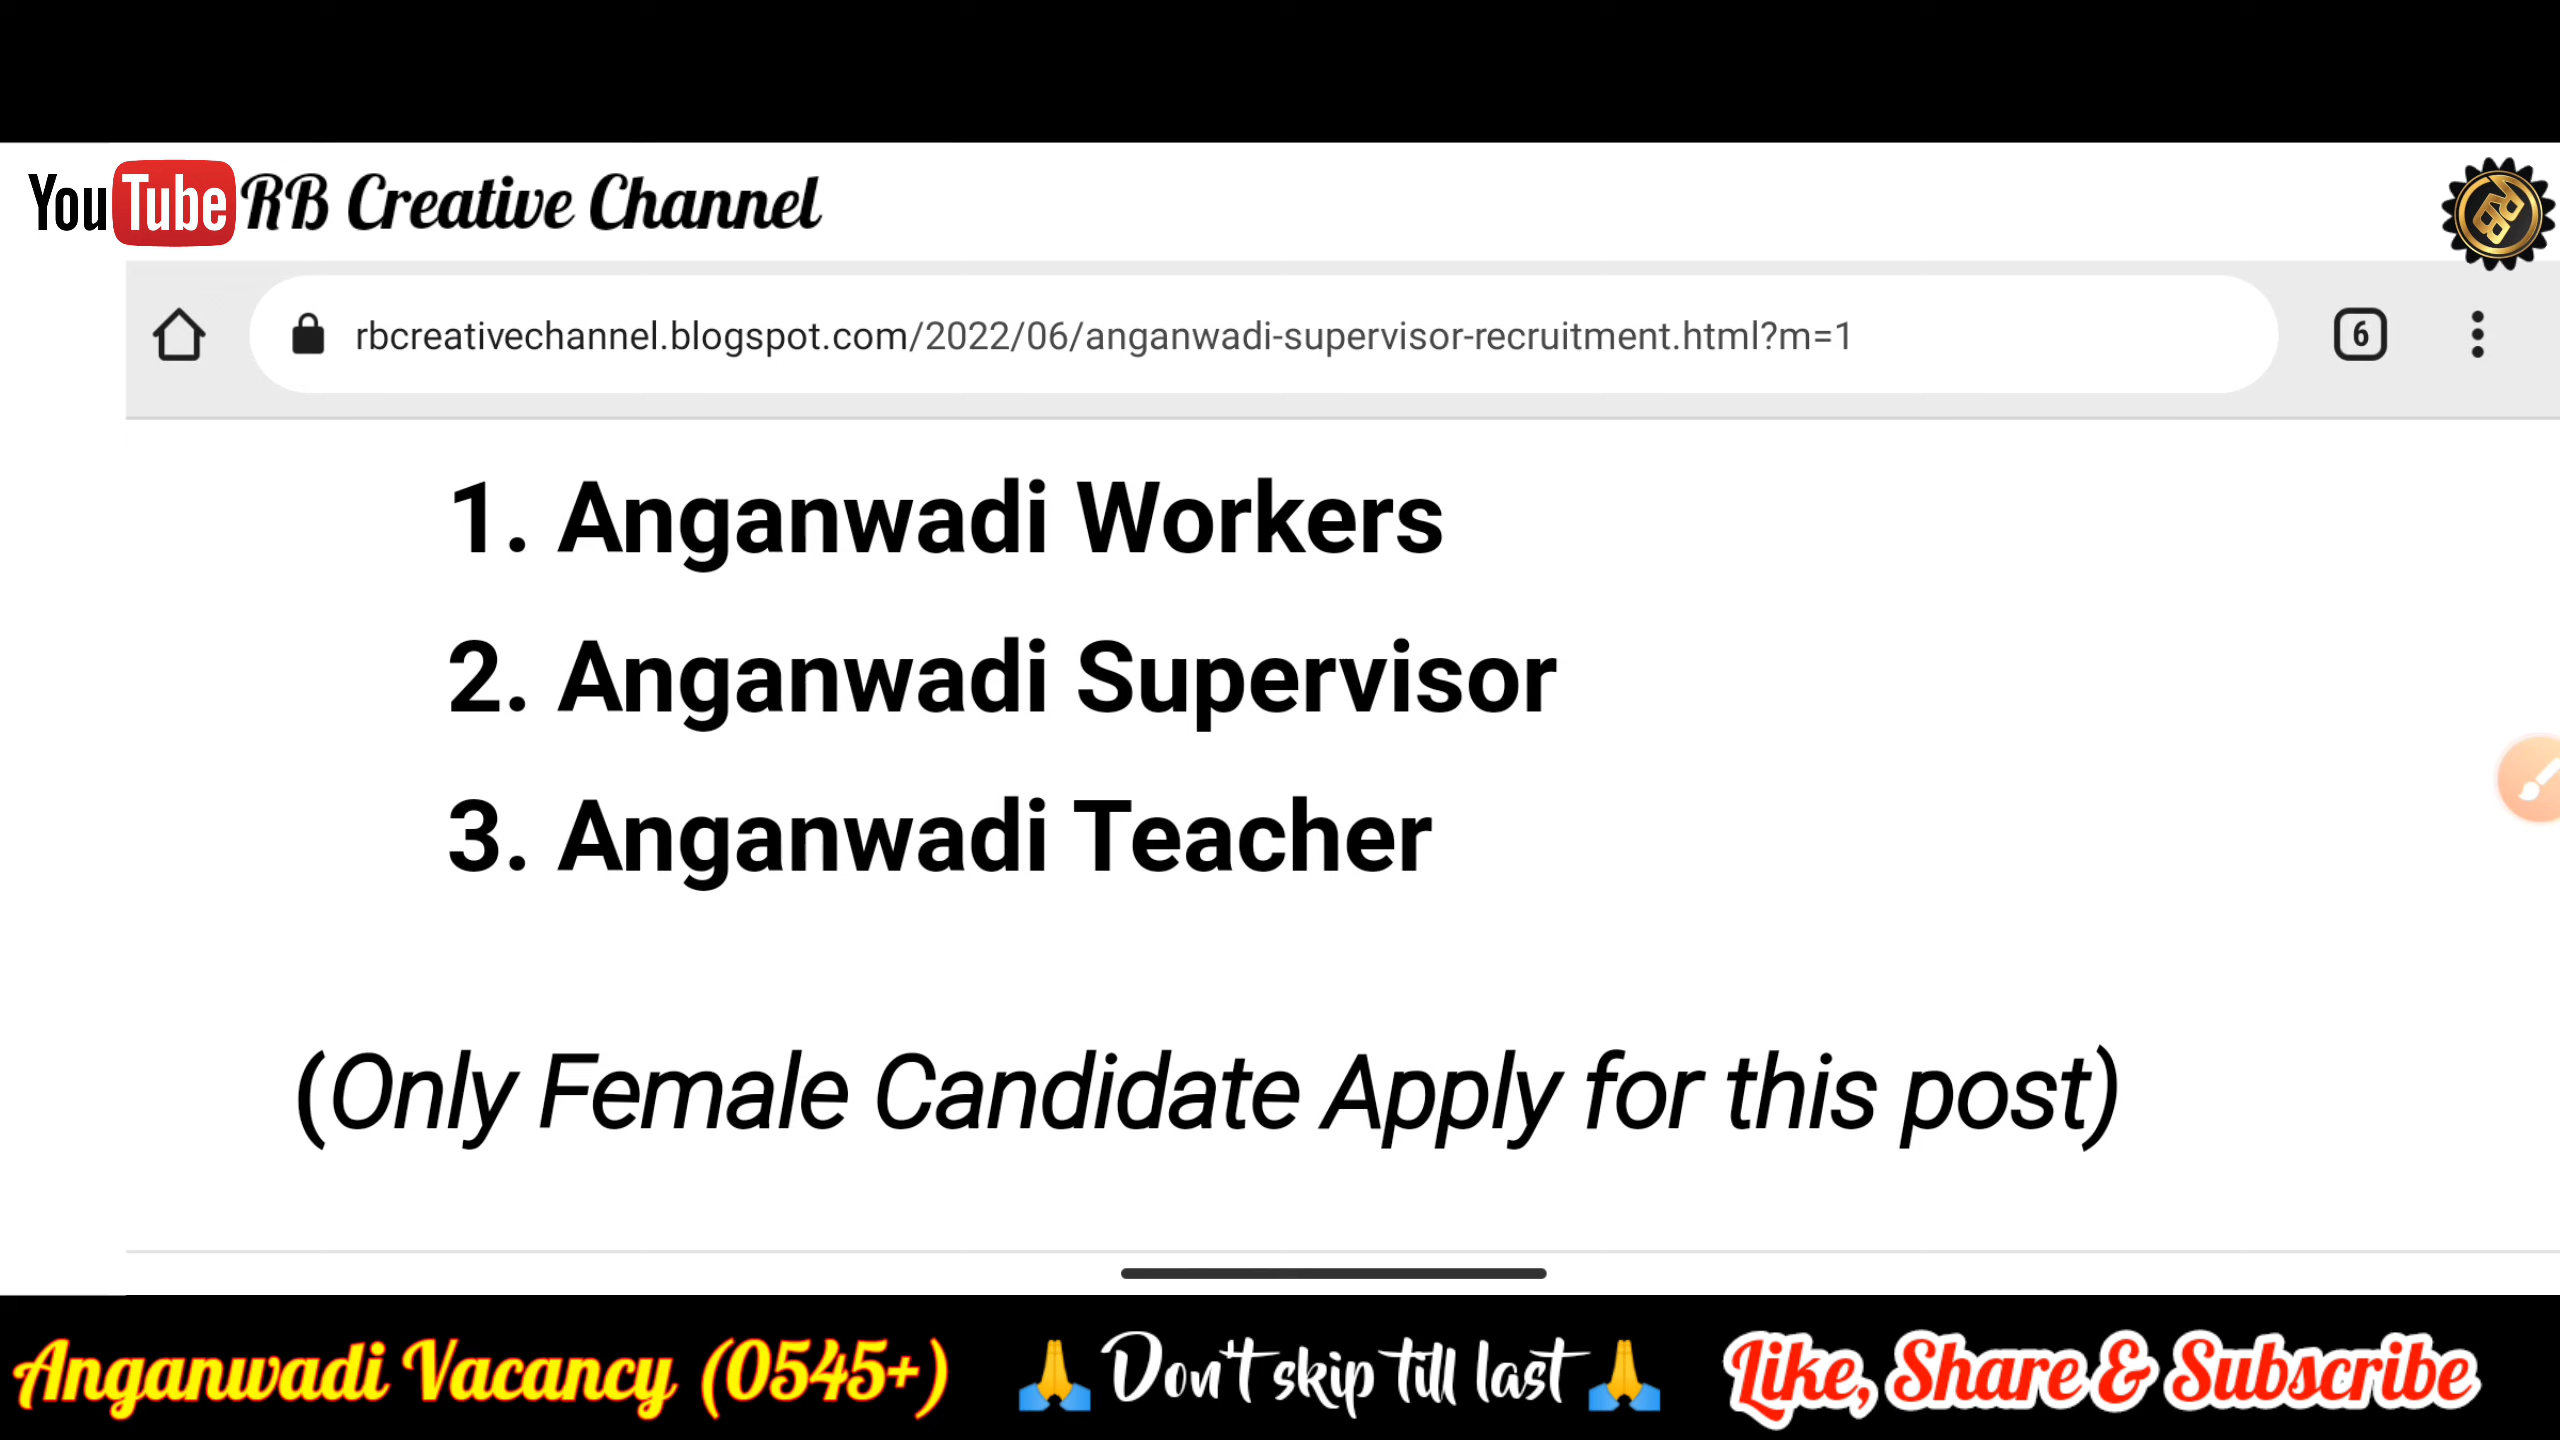 YouTube RB Creative Channel
rbcreativechannel.blogspot.com/2022/06/anganwadi-supervisor-recruitment.html?m=1
6
1. Anganwadi Workers
2. Anganwadi Supervisor
3. Anganwadi Teacher
(Only Female Candidate Apply for this post)
Anganwadi Vacancy (0545+) 🙏Don't skip till last🙏 Like, Share & Subscribe